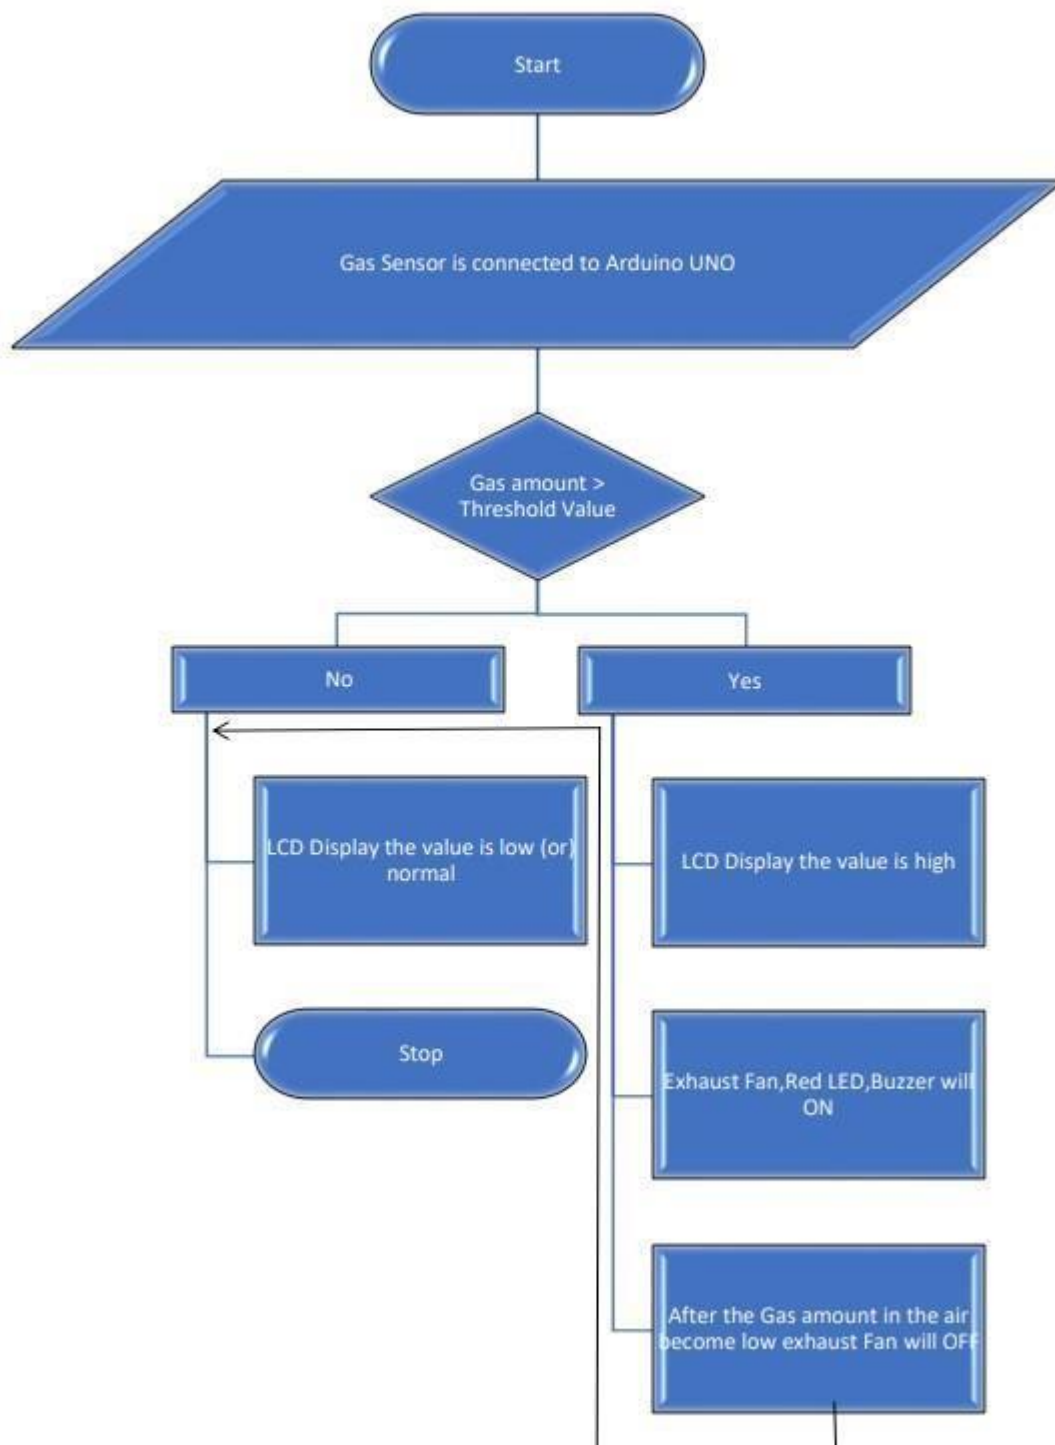 Start
Gas Sensor is connected to Arduino UNO
Gas amount >
Threshold Value
No
Yes
LCD Display the value is low (or)
normal
LCD Display the value is high
Stop
Exhaust Fan,Red LED,Buzzer will
ON
After the Gas amount in the air
become low exhaust Fan will OFF